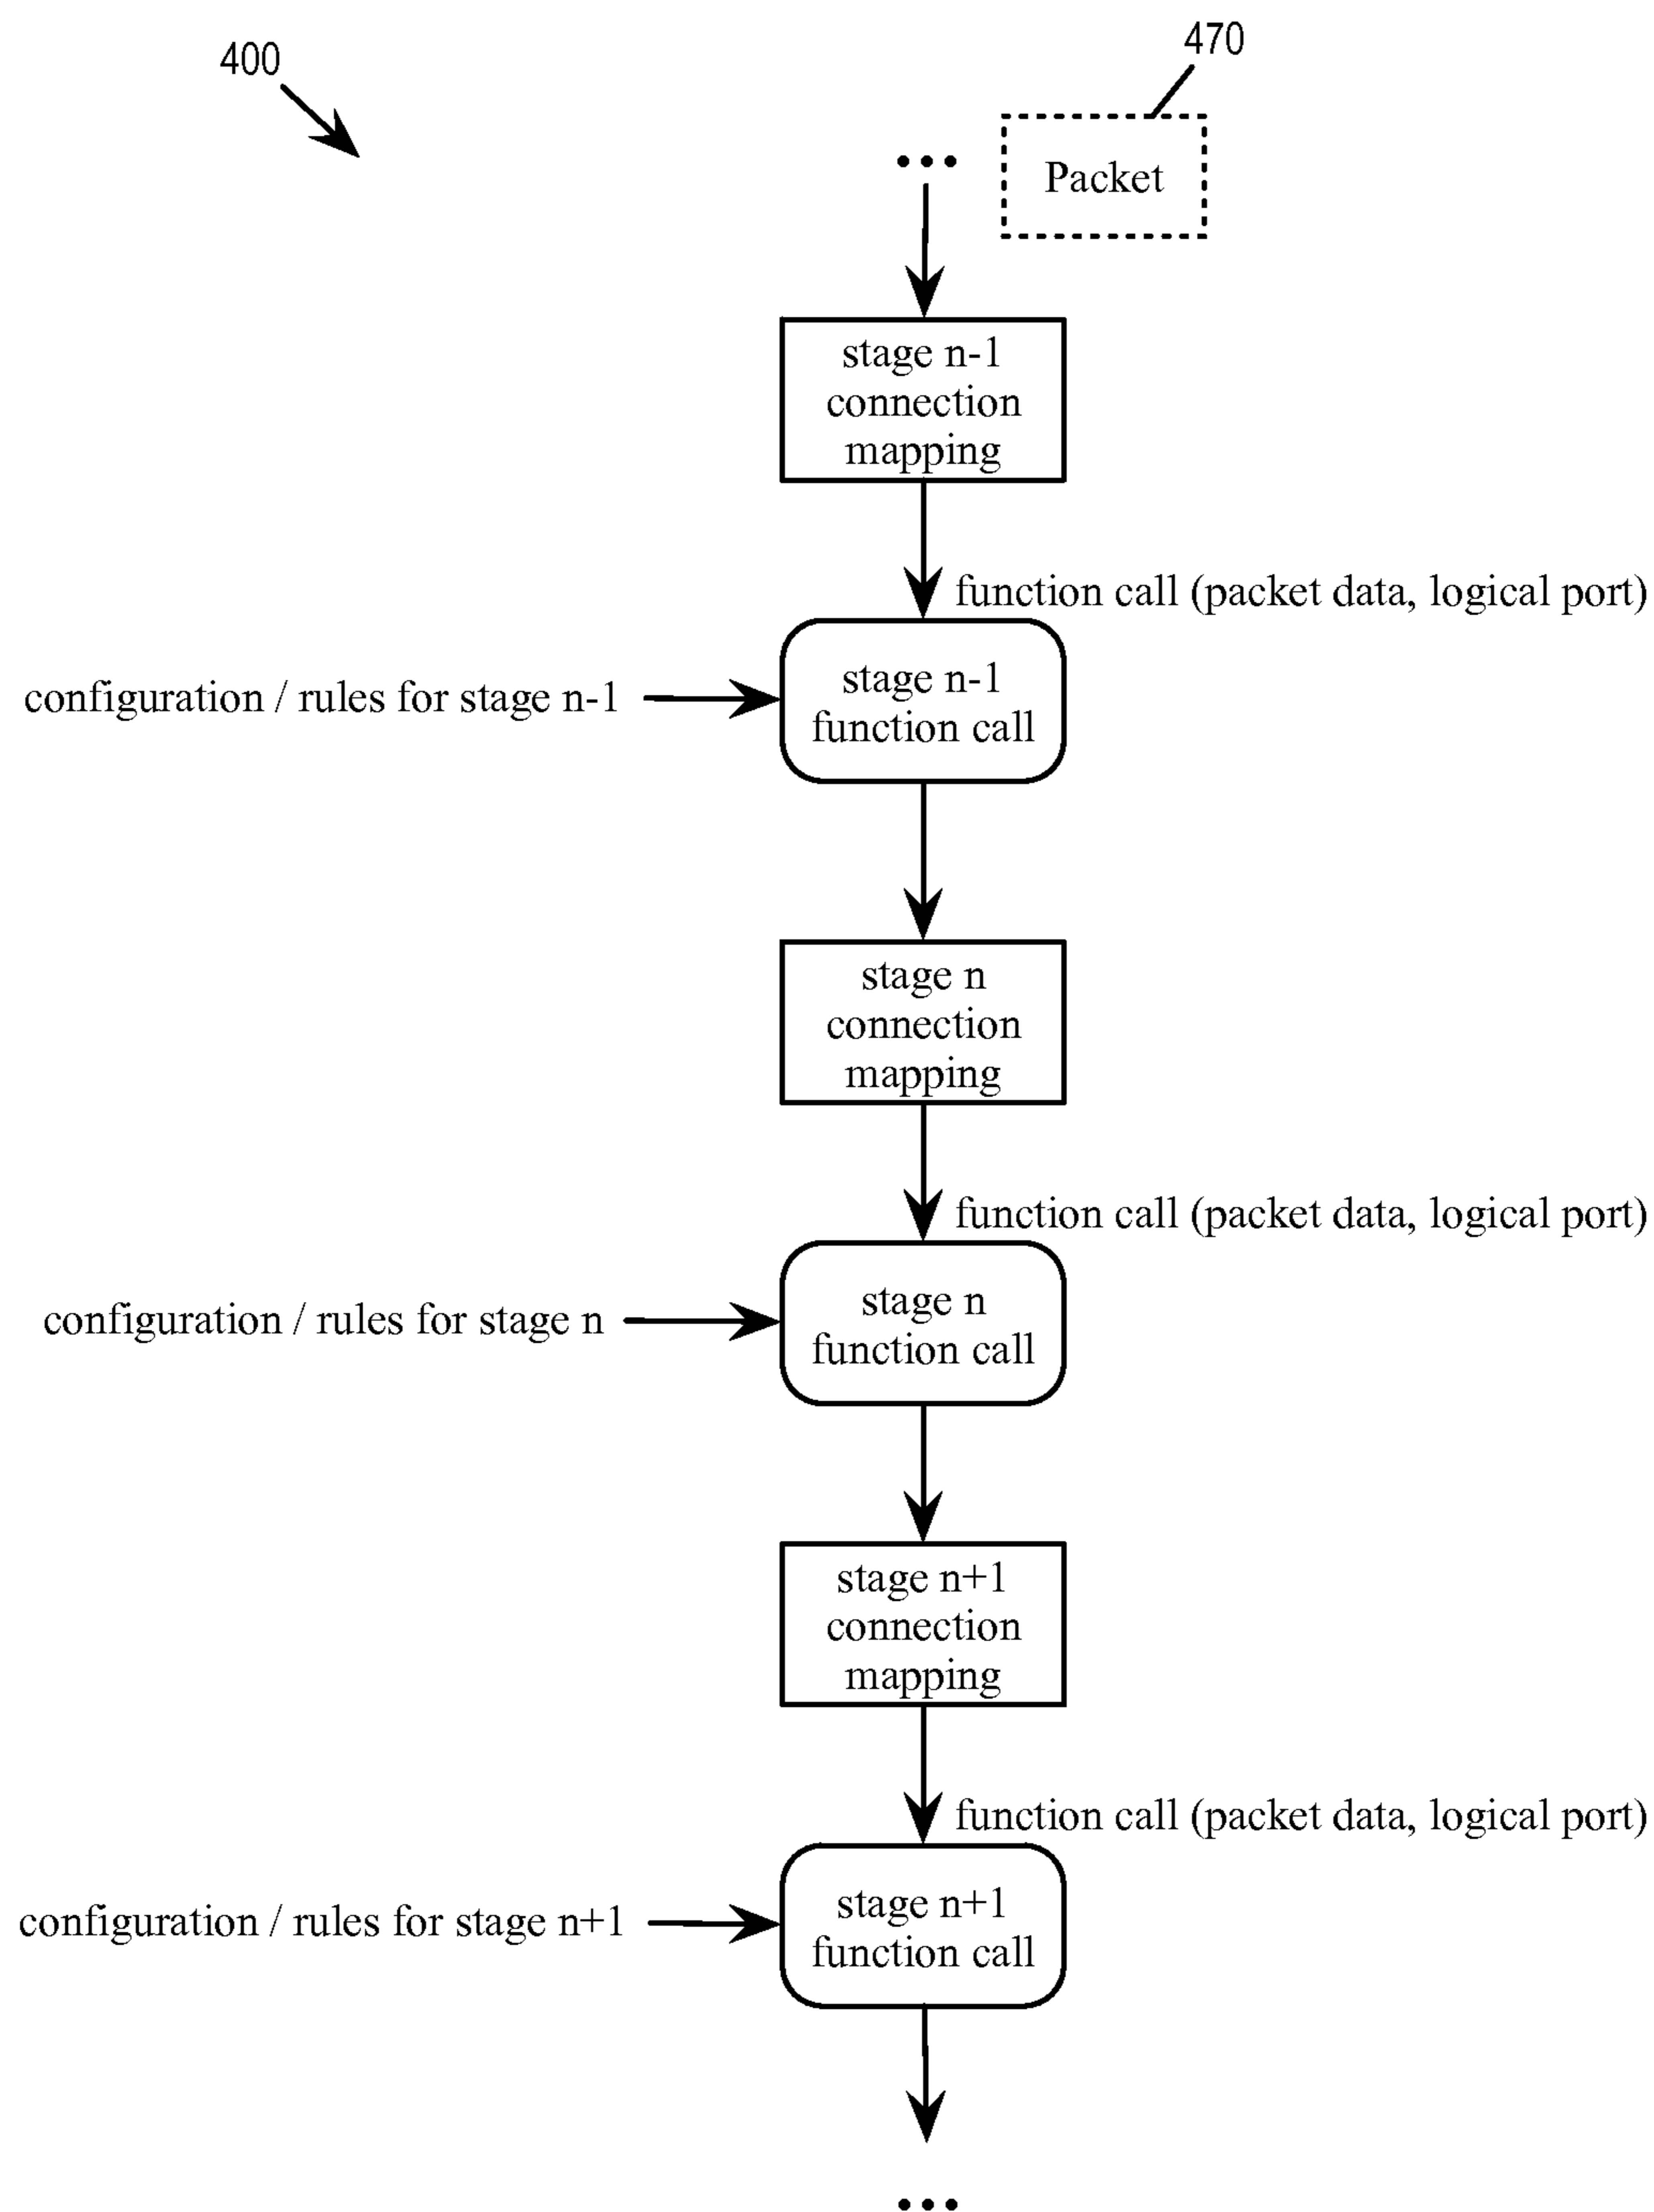 400
470
Packet
stage n-1
connection
mapping
function call (packet data, logical port)
configuration / rules for stage n-1
stage n-1
function call
stage n
connection
mapping
function call (packet data, logical port)
configuration / rules for stage n
stage n
function call
stage n+1
connection
mapping
function call (packet data, logical port)
configuration / rules for stage n+1
stage n+1
function call